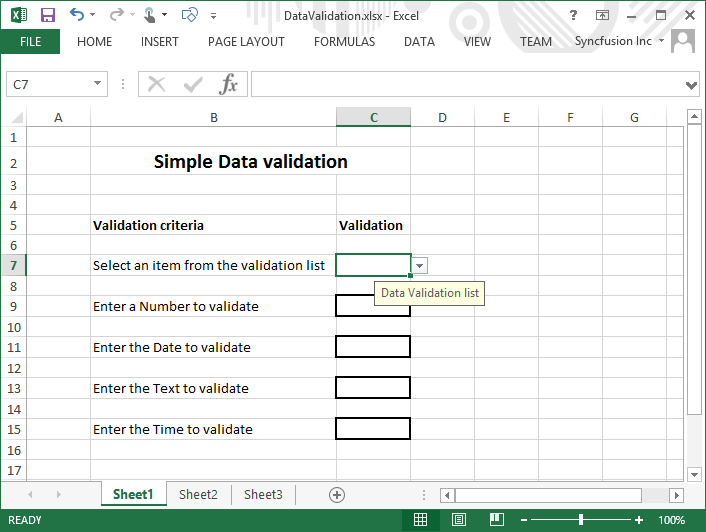 DataValidation.xlsx - Excel
FILE HOME INSERT PAGE LAYOUT FORMULAS DATA VIEW TEAM Syncfusion Inc
C7 fx
A B C D E F G
1
2 Simple Data validation
3
4
5 Validation criteria Validation
6
7 Select an item from the validation list
8 Data Validation list
9 Enter a Number to validate
10
11 Enter the Date to validate
12
13 Enter the Text to validate
14
15 Enter the Time to validate
16
17
Sheet1 Sheet2 Sheet3
READY 100%